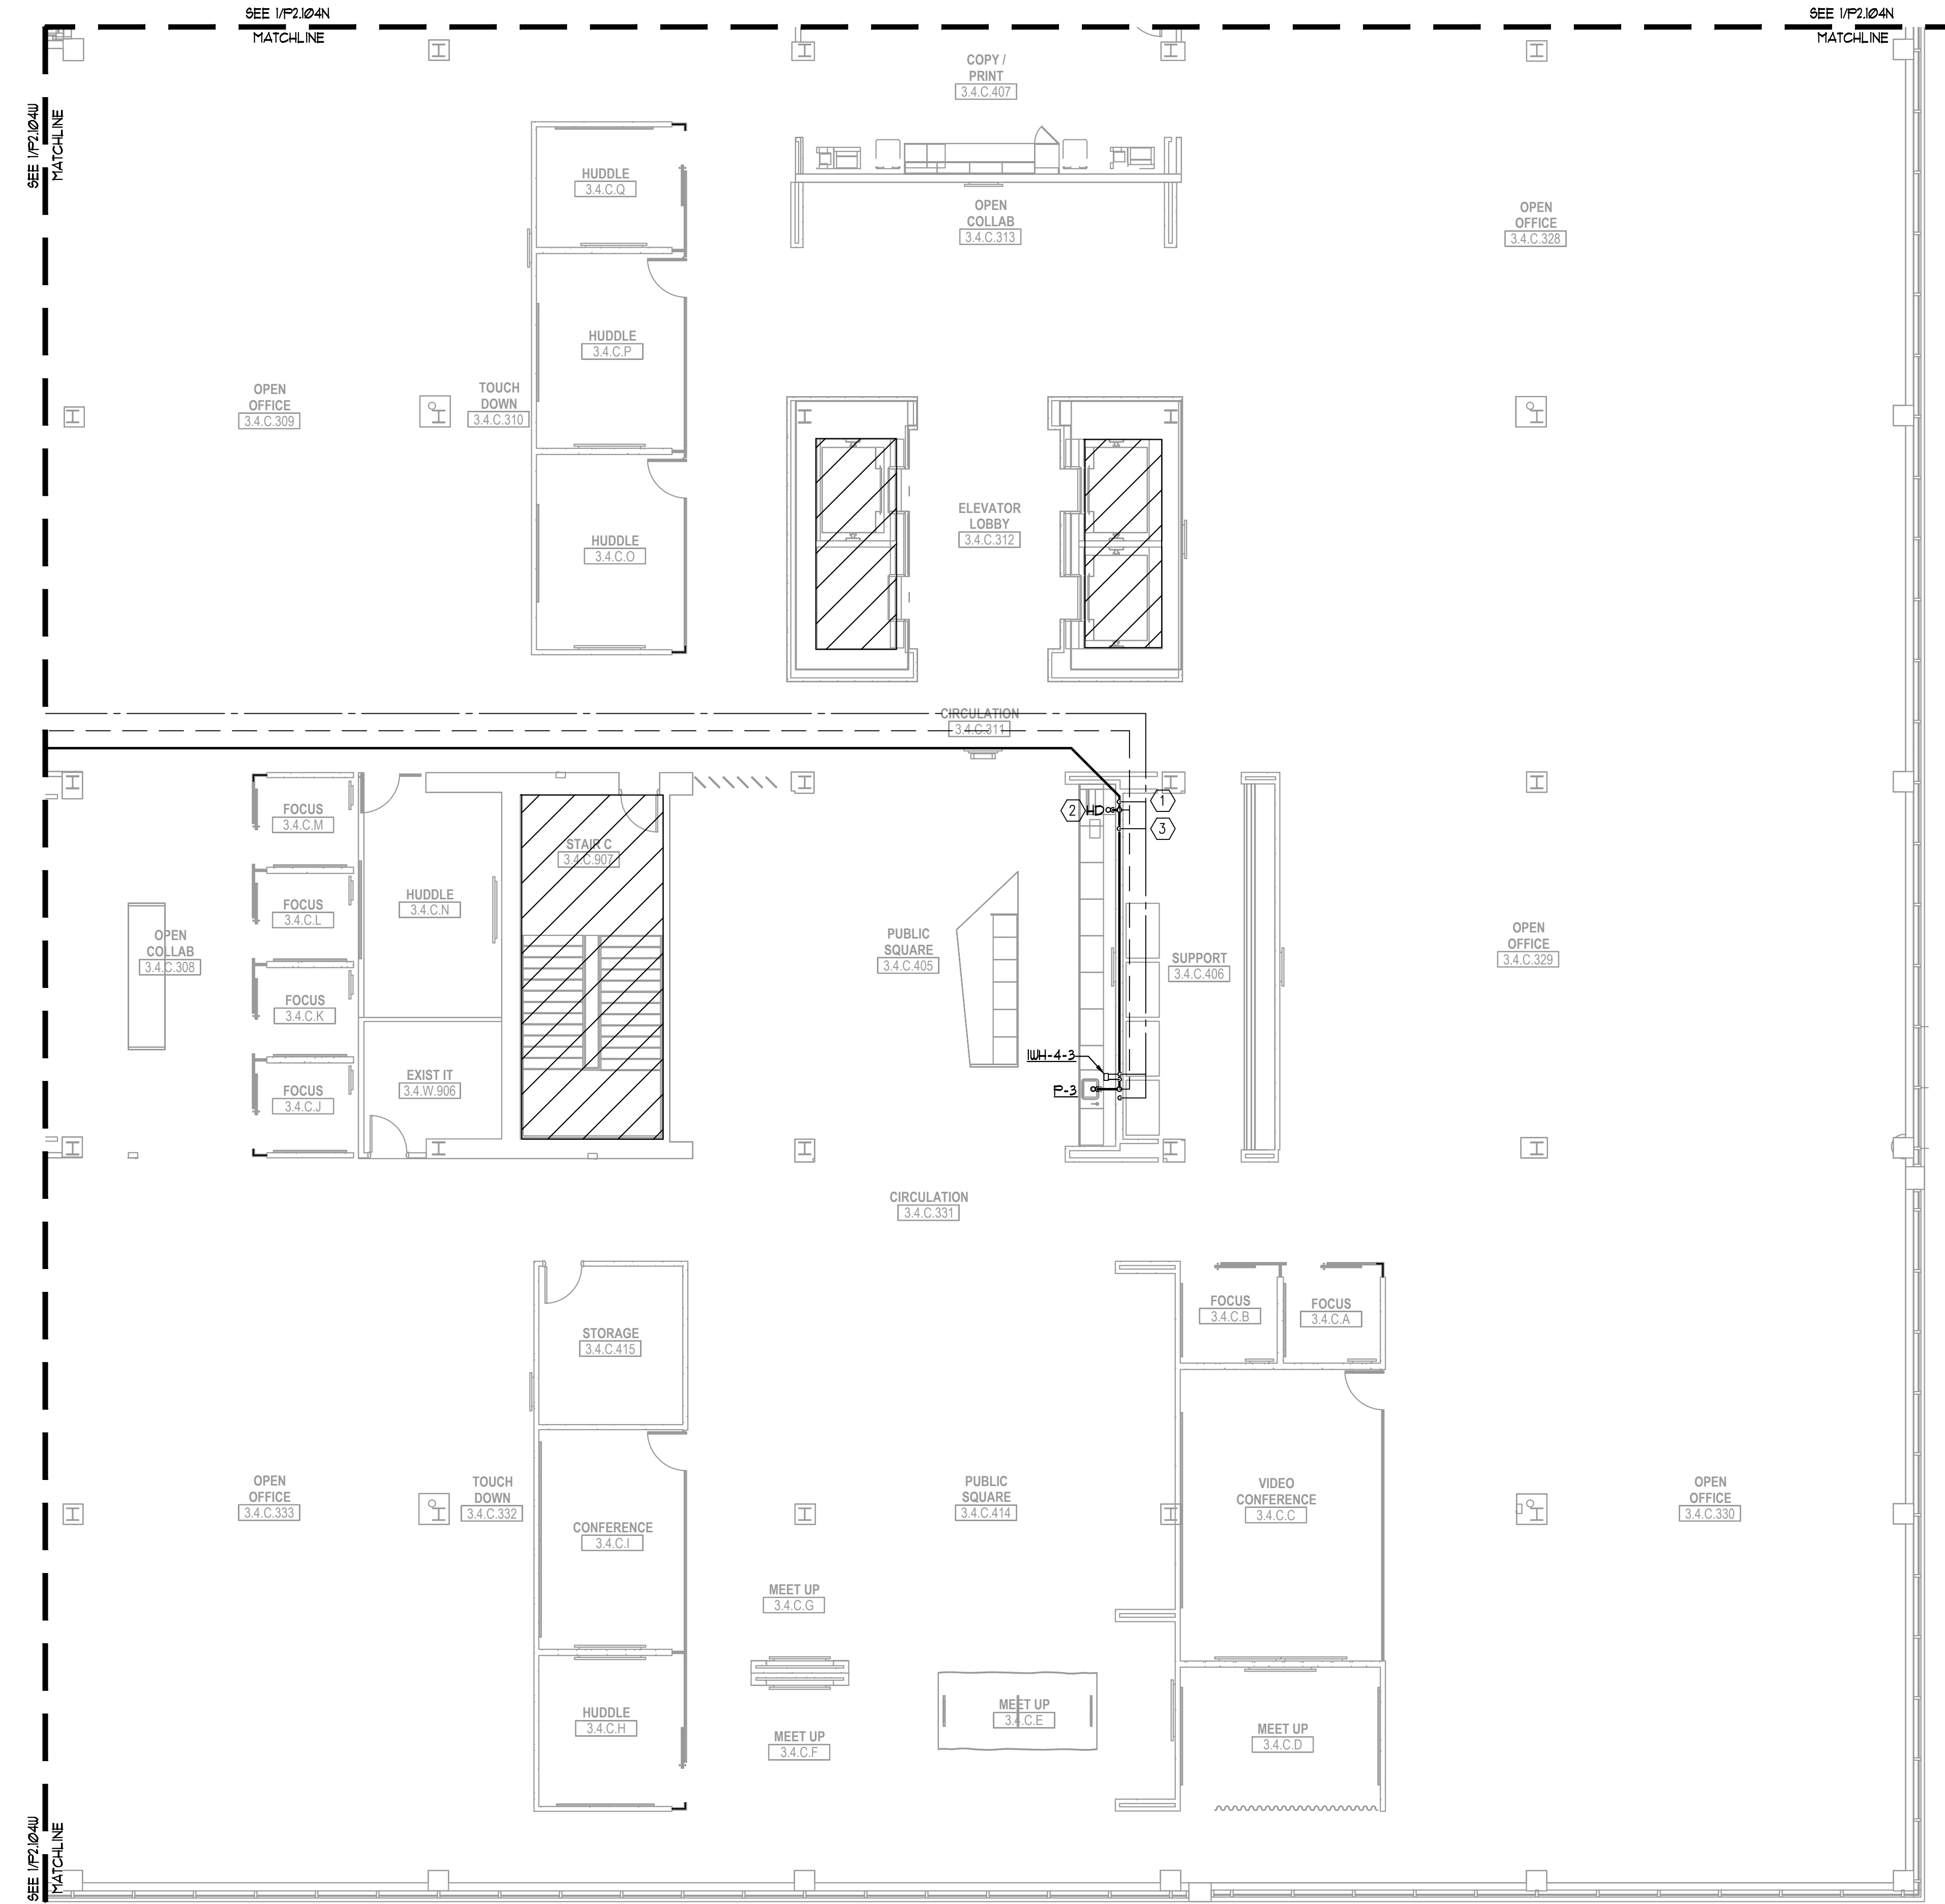 SEE 1/P2.104N
MATCHLINE
SEE 1/P2.104N
MATCHLINE
SEE 1/P2.104W
MATCHLINE
COPY /
PRINT
3.4.C.407
HUDDLE
3.4.C.Q
OPEN
COLLAB
3.4.C.313
OPEN
OFFICE
3.4.C.328
HUDDLE
3.4.C.P
OPEN
OFFICE
3.4.C.309
TOUCH
DOWN
3.4.C.310
ELEVATOR
LOBBY
3.4.C.312
HUDDLE
3.4.C.O
CIRCULATION
3.4.C.311
1
2
HD
3
FOCUS
3.4.C.M
STAIR C
3.4.C.907
FOCUS
3.4.C.L
HUDDLE
3.4.C.N
OPEN
COLLAB
3.4.C.308
PUBLIC
SQUARE
3.4.C.405
SUPPORT
3.4.C.406
OPEN
OFFICE
3.4.C.329
FOCUS
3.4.C.K
IWH-4-3
EXIST IT
3.4.W.906
FOCUS
3.4.C.J
P-3
CIRCULATION
3.4.C.331
FOCUS
3.4.C.B
FOCUS
3.4.C.A
STORAGE
3.4.C.415
OPEN
OFFICE
3.4.C.333
TOUCH
DOWN
3.4.C.332
PUBLIC
SQUARE
3.4.C.414
VIDEO
CONFERENCE
3.4.C.C
OPEN
OFFICE
3.4.C.330
CONFERENCE
3.4.C.I
MEET UP
3.4.C.G
HUDDLE
3.4.C.H
MEET UP
3.4.C.E
MEET UP
3.4.C.F
MEET UP
3.4.C.D
SEE 1/P2.104W
MATCHLINE